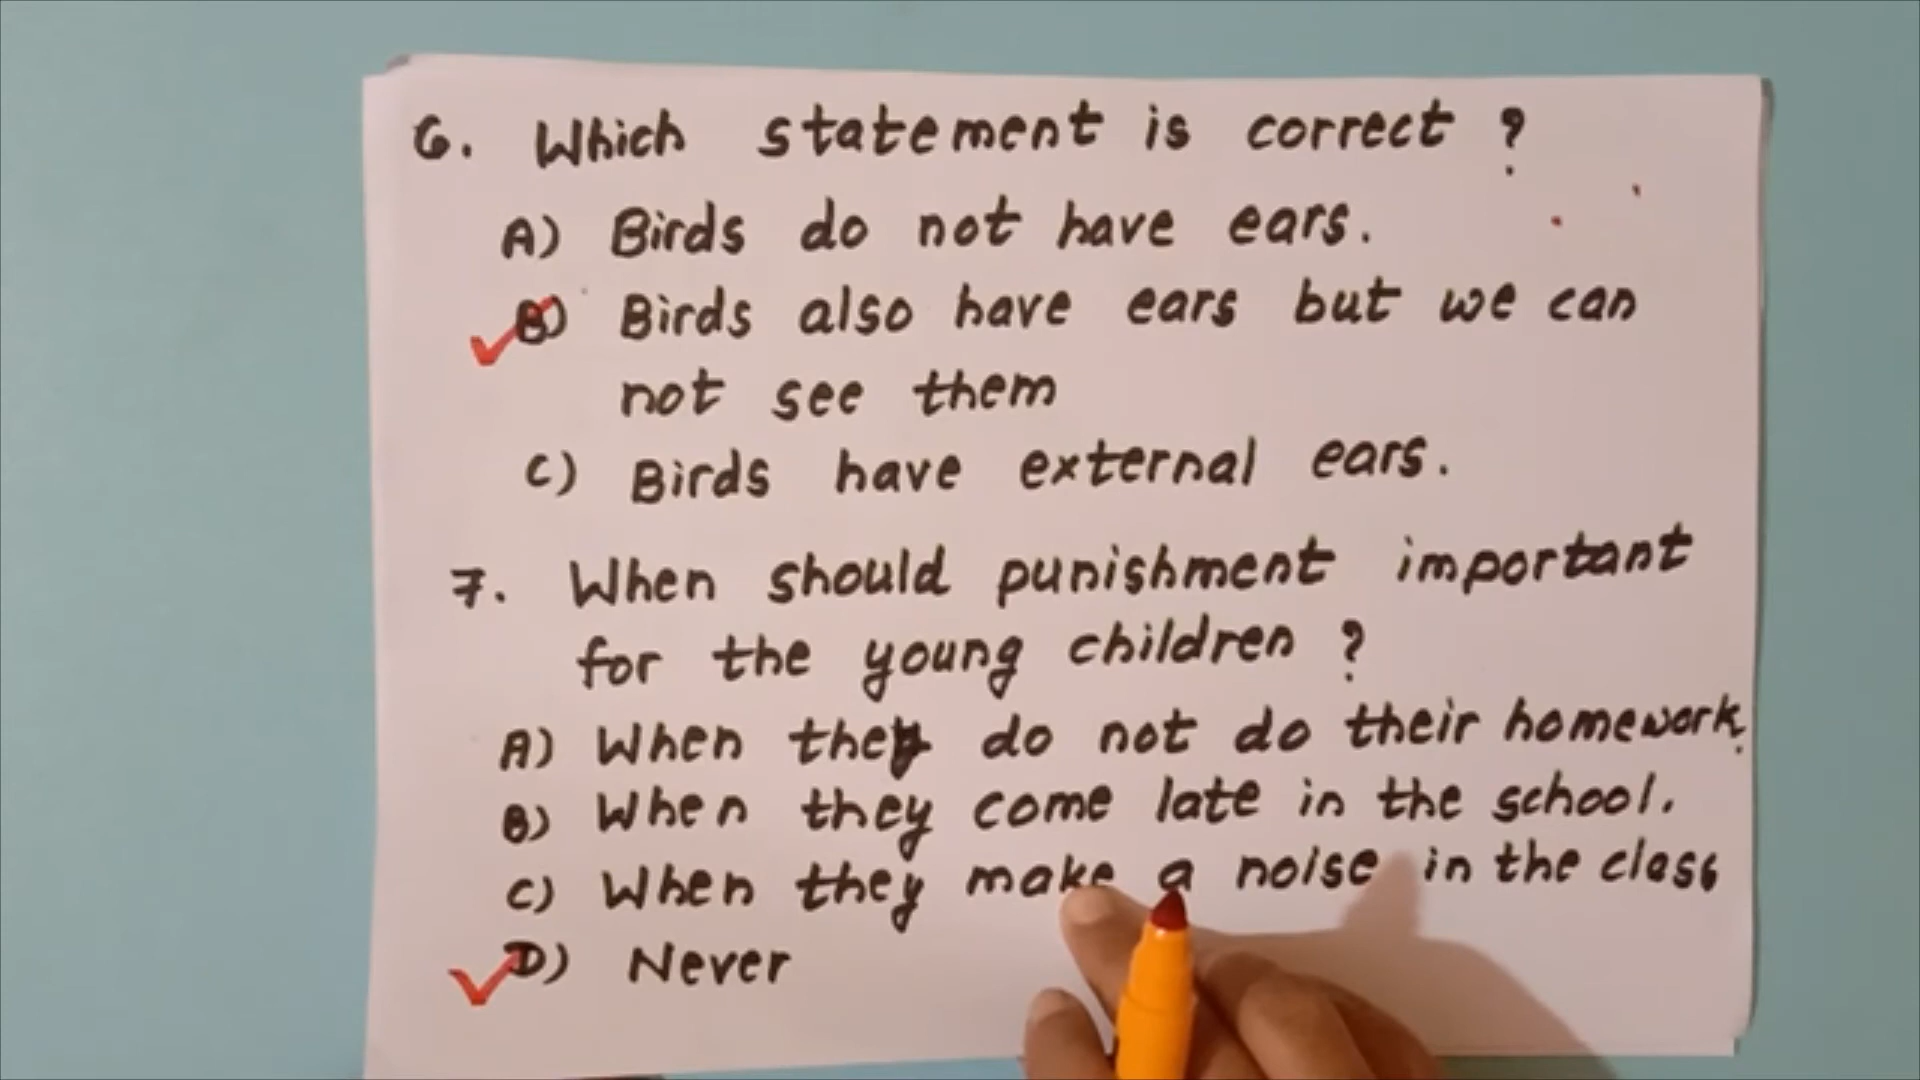 6. Which statement is correct ?
A) Birds do not have ears.
B) Birds also have ears but we can
not see them
C) Birds have external ears.
7. When should punishment important
for the young children ?
A) When they do not do their homework.
B) When they come late in the school.
C) When they make a noise in the class
D) Never